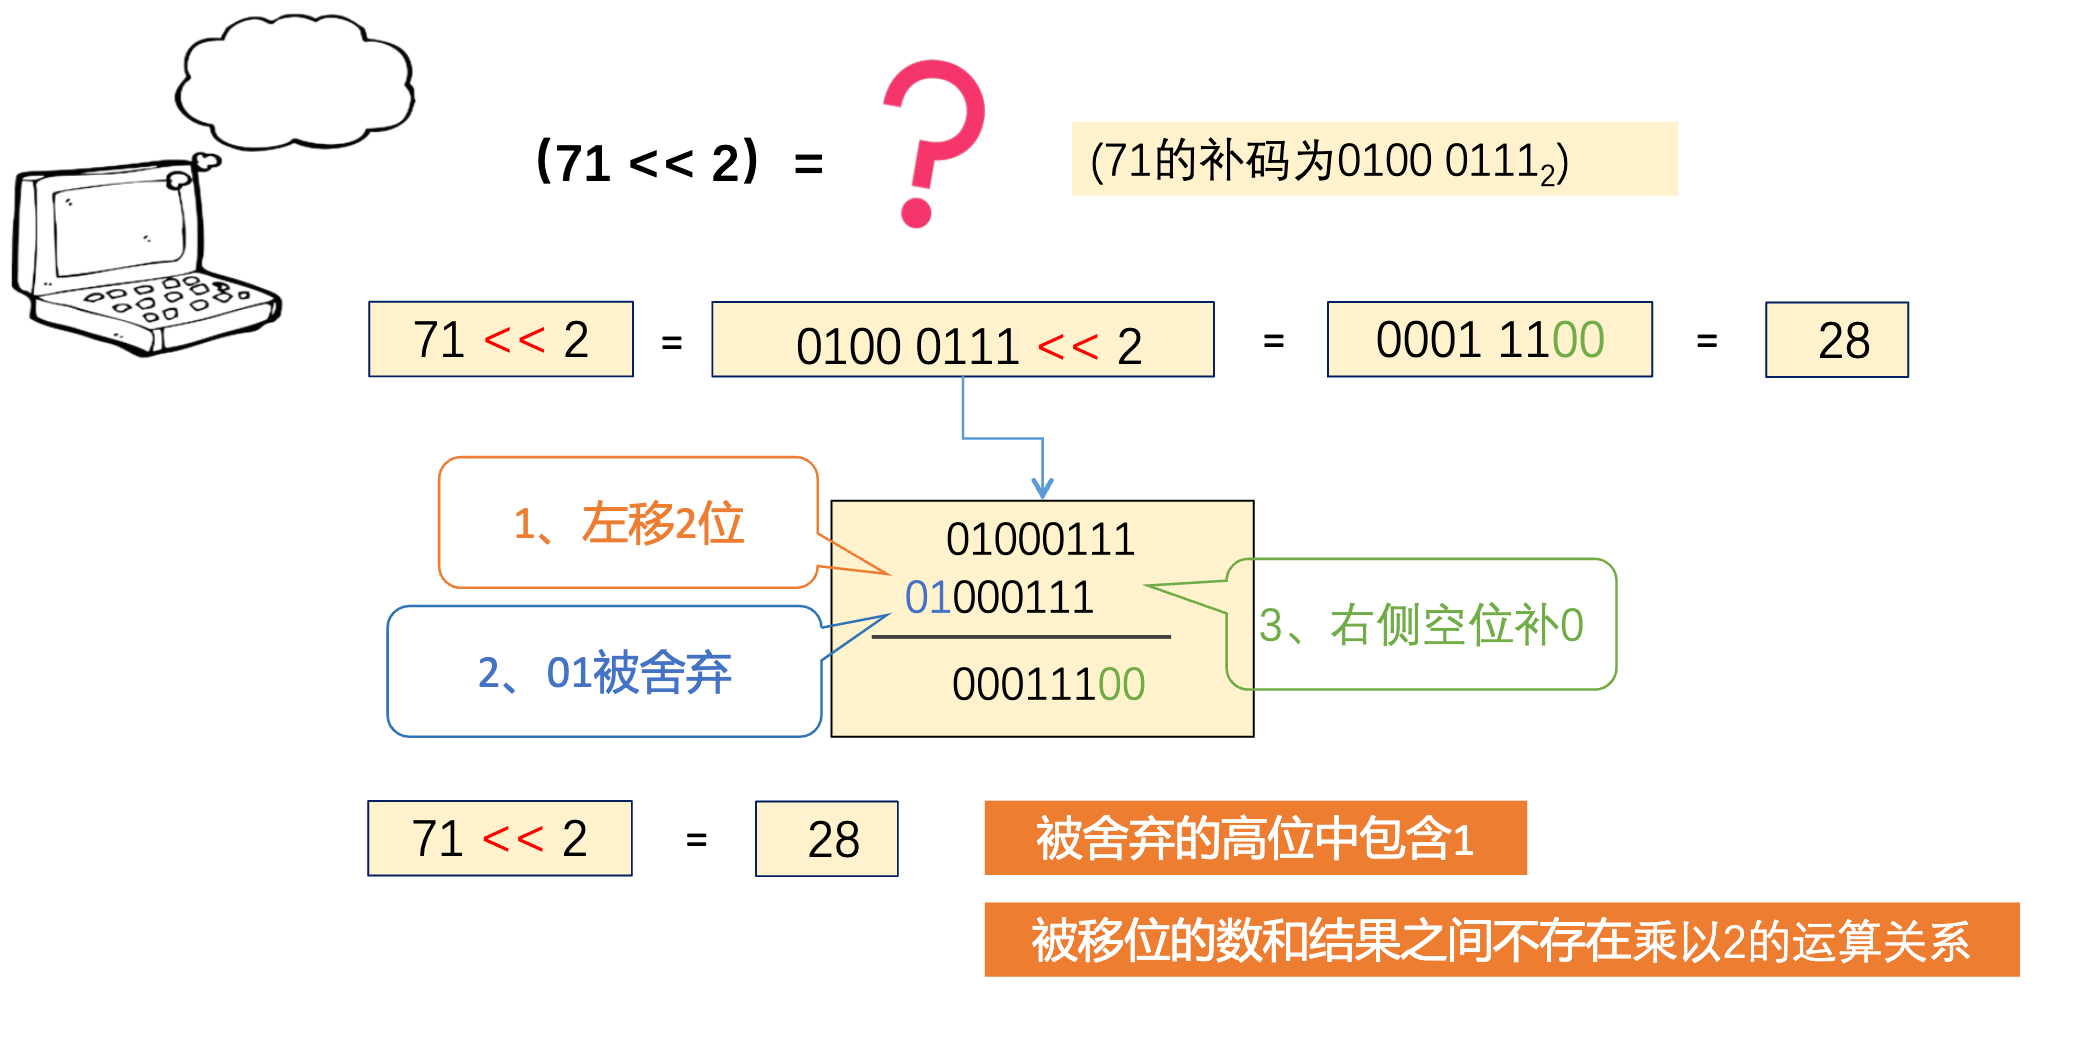 (71 << 2) =
(71的补码为0100 0111₂)
71 << 2 = 0100 0111 << 2 = 0001 1100 = 28
1、左移2位
01000111
01000111
3、右侧空位补0
2、01被舍弃
00011100
71 << 2 = 28
被舍弃的高位中包含1
被移位的数和结果之间不存在乘以2的运算关系